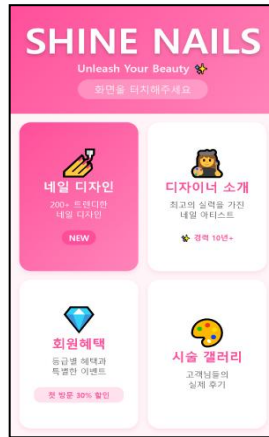 SHINE NAILS
Unleash Your Beauty
화면을 터치해주세요
네일 디자인
200+ 트렌디한
네일 디자인
NEW
디자이너 소개
최고의 실력을 가진
네일 아티스트
경력 10년+
회원혜택
등급별 혜택과
특별한 이벤트
첫 방문 30% 할인
시술 갤러리
고객님들의
실제 후기